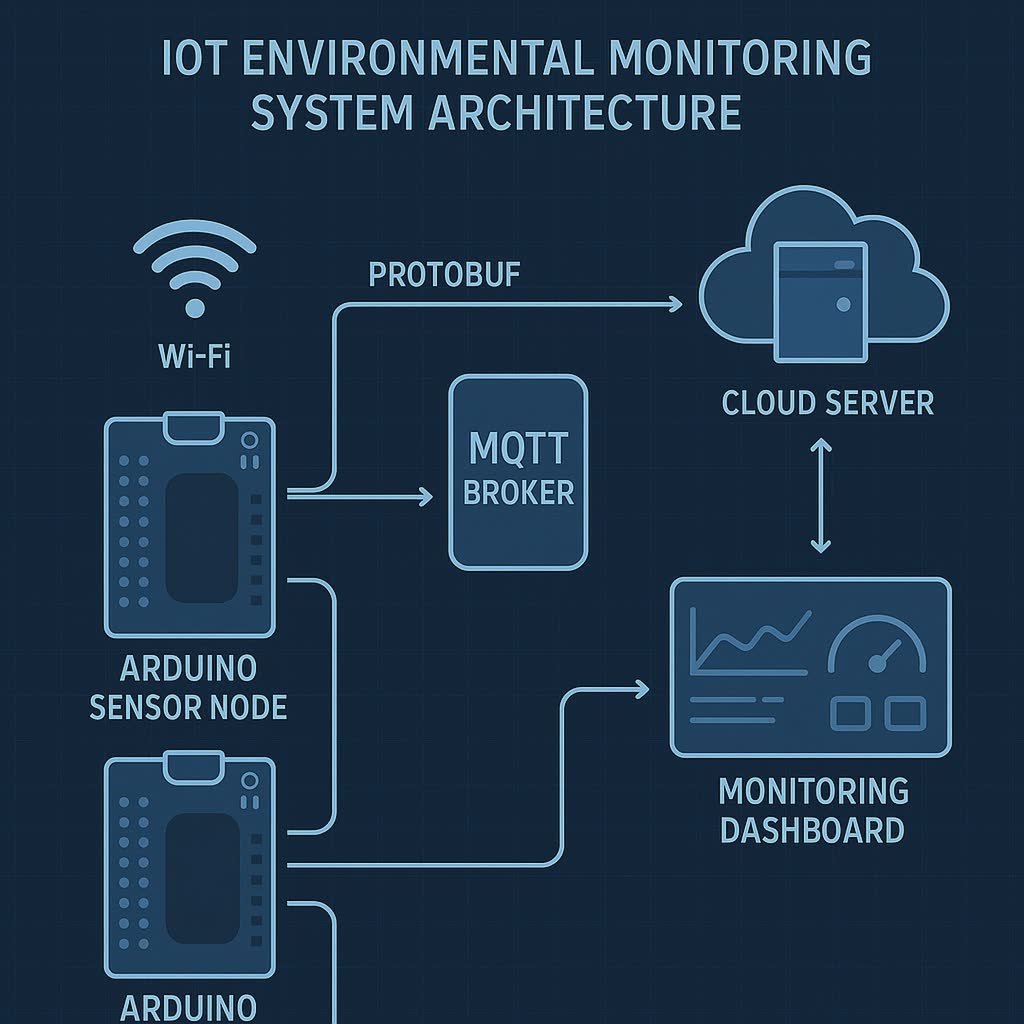 IOT ENVIRONMENTAL MONITORING
SYSTEM ARCHITECTURE
PROTOBUF
Wi-Fi
CLOUD SERVER
MQTT
BROKER
ARDUINO
SENSOR NODE
MONITORING
DASHBOARD
ARDUINO